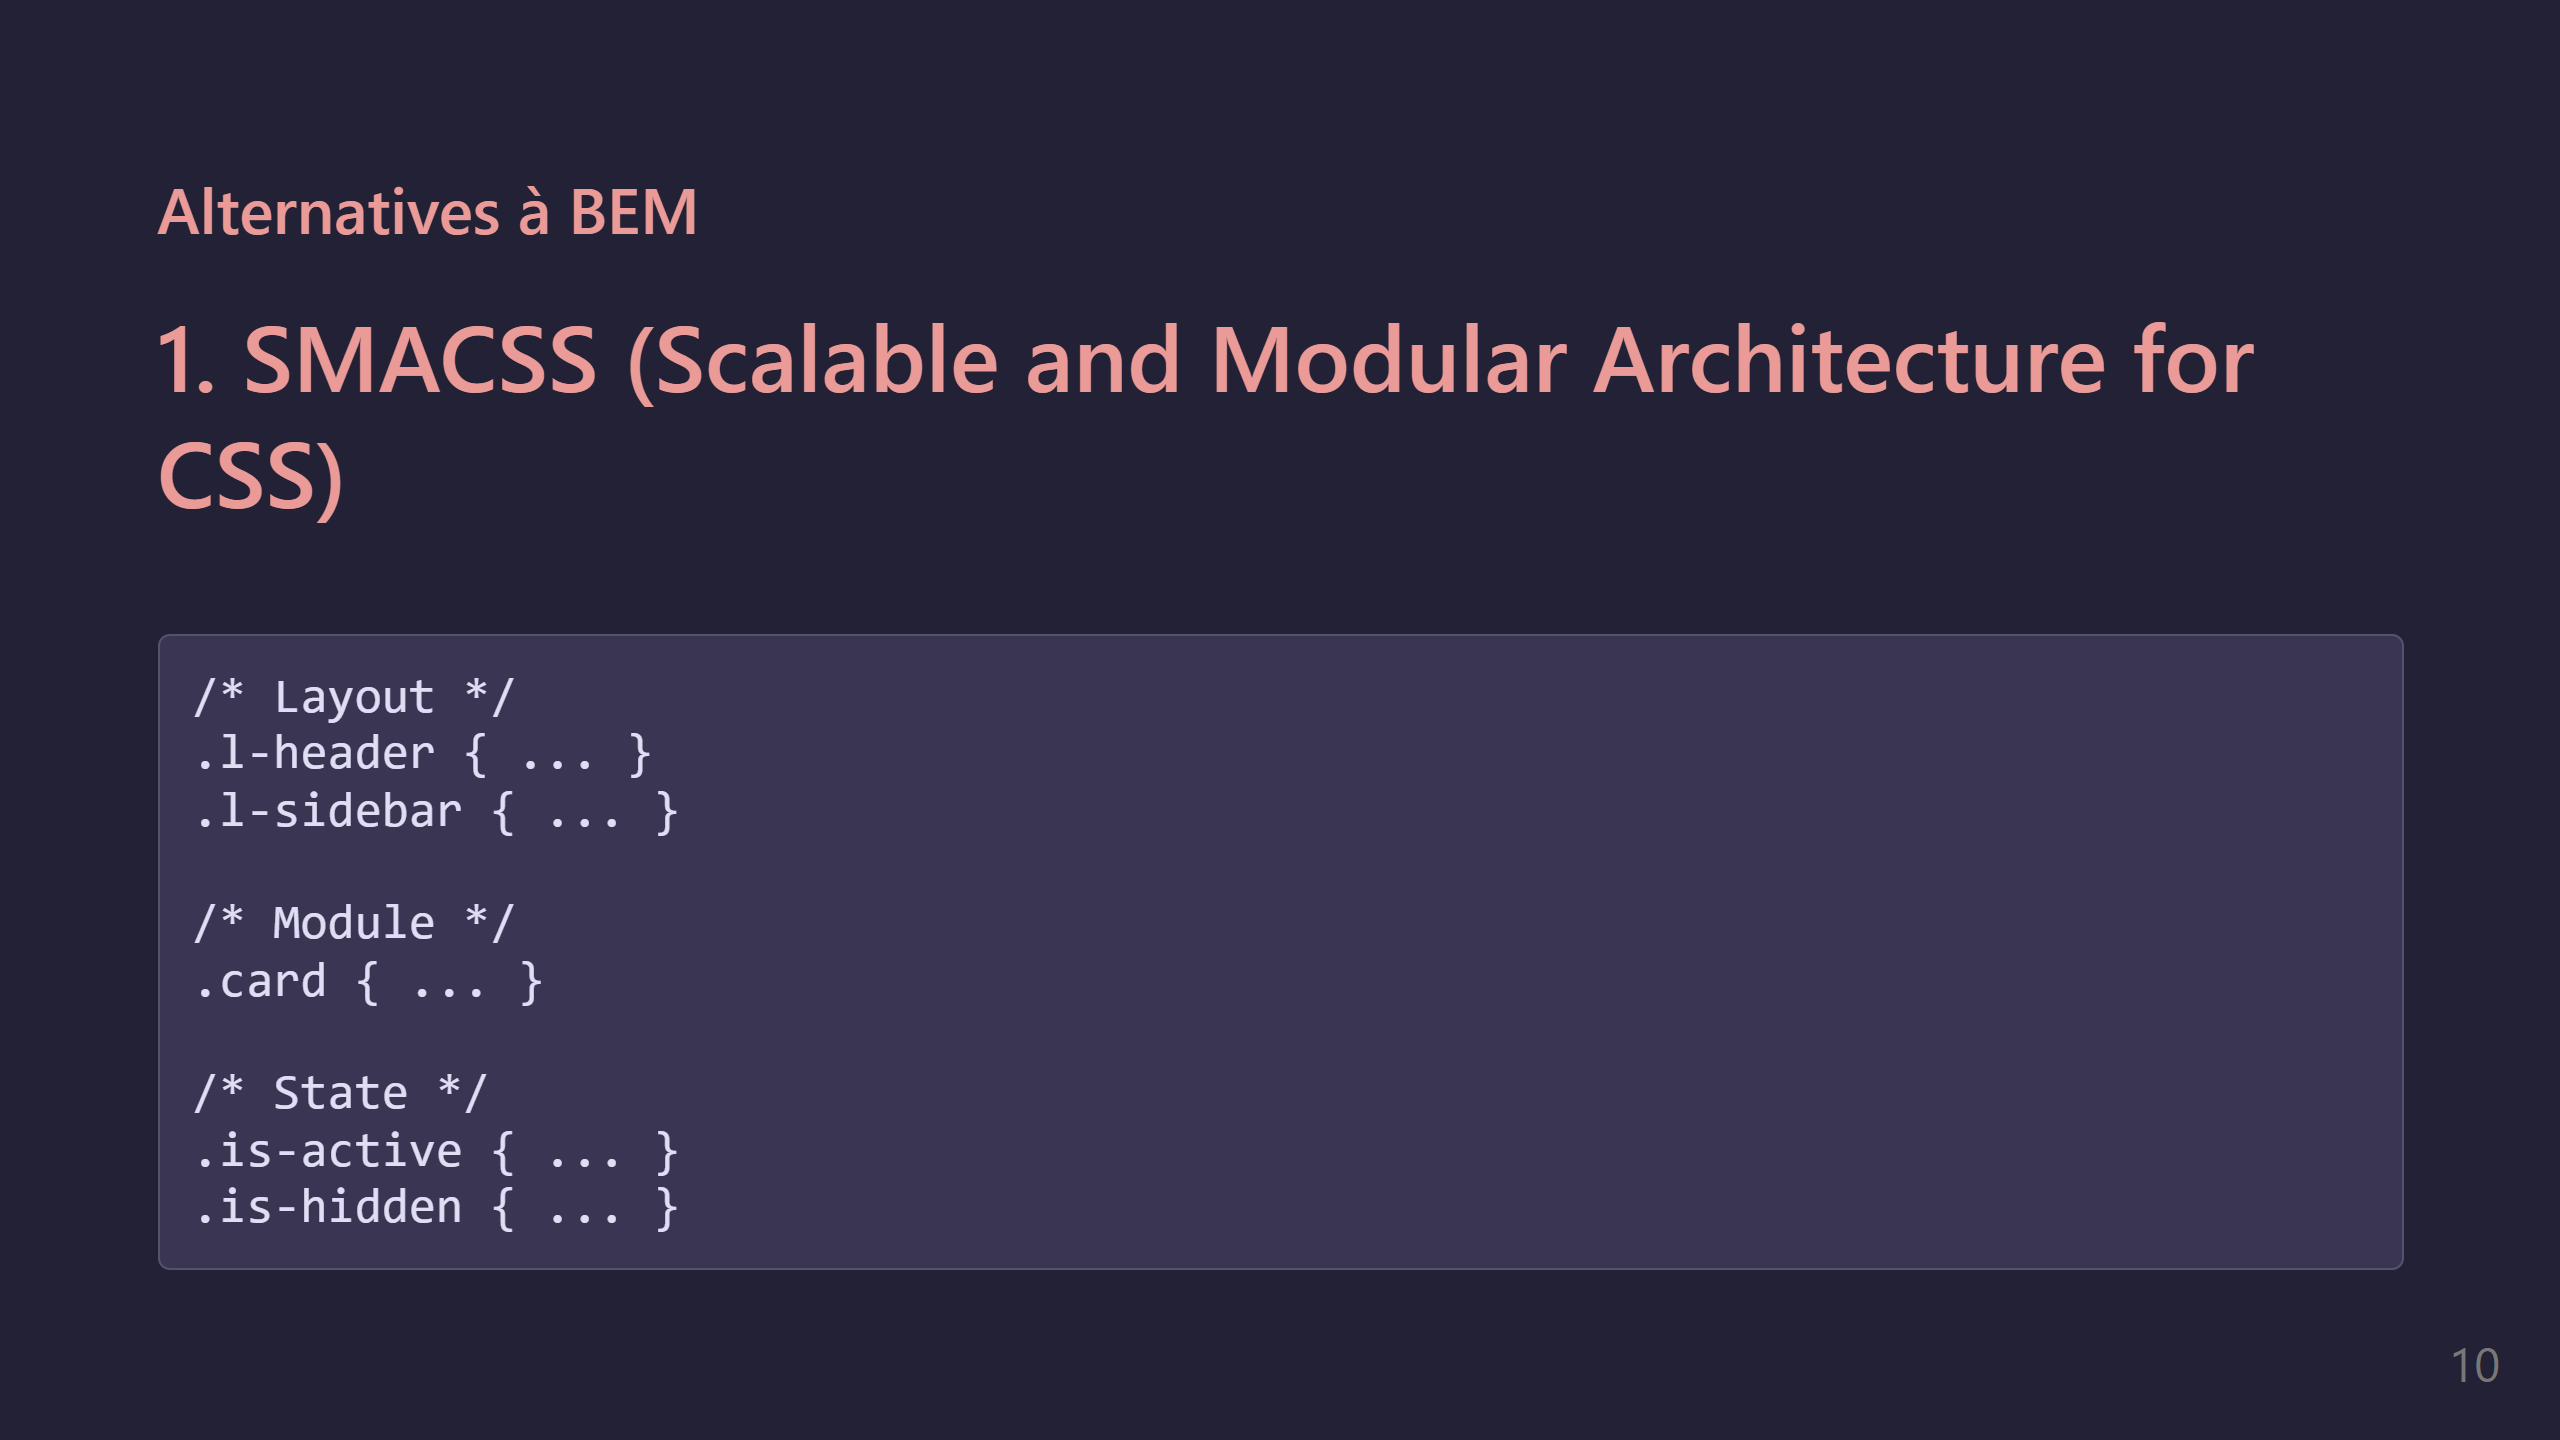 Alternatives à BEM
1. SMACSS (Scalable and Modular Architecture for
CSS)
/* Layout */
.l-header { ... }
.l-sidebar { ... }
/* Module */
.card { ... }
/* State */
.is-active { ... }
.is-hidden { ... }
10